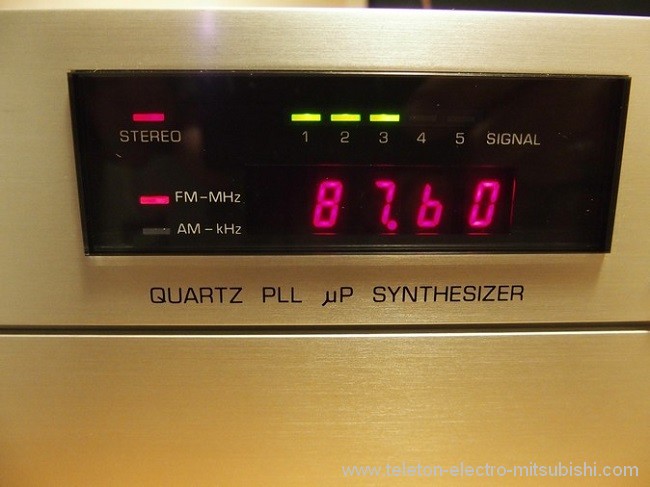 STEREO
1 2 3 4 5 SIGNAL
FM-MHz
87.60
AM-kHz
QUARTZ PLL µP SYNTHESIZER
www.teleton-electro-mitsubishi.com